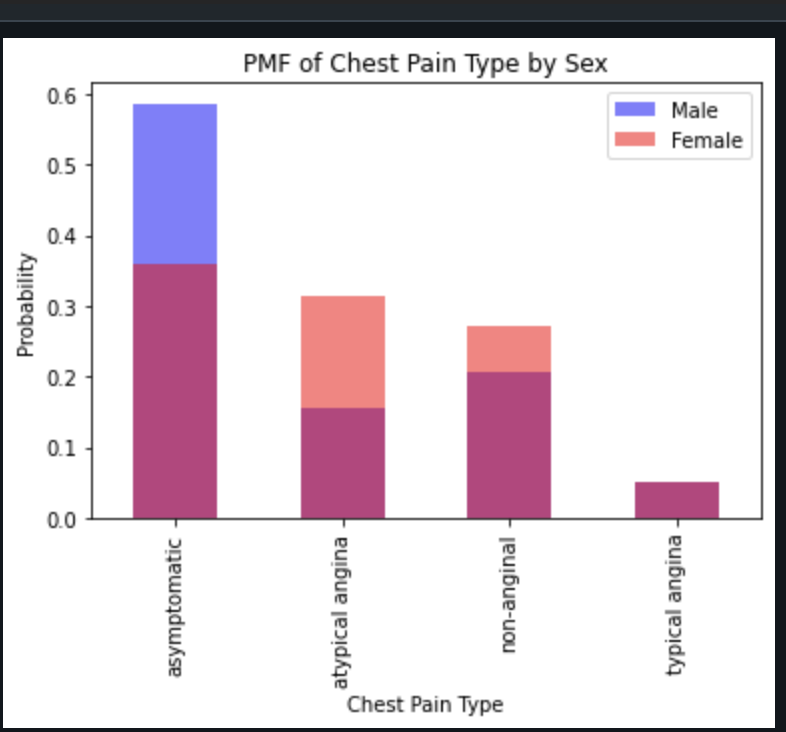 PMF of Chest Pain Type by Sex
Male
Female
0.6
0.5
0.4
0.3
0.2
0.1
0.0
Probability
asymptomatic
atypical angina
non-anginal
typical angina
Chest Pain Type